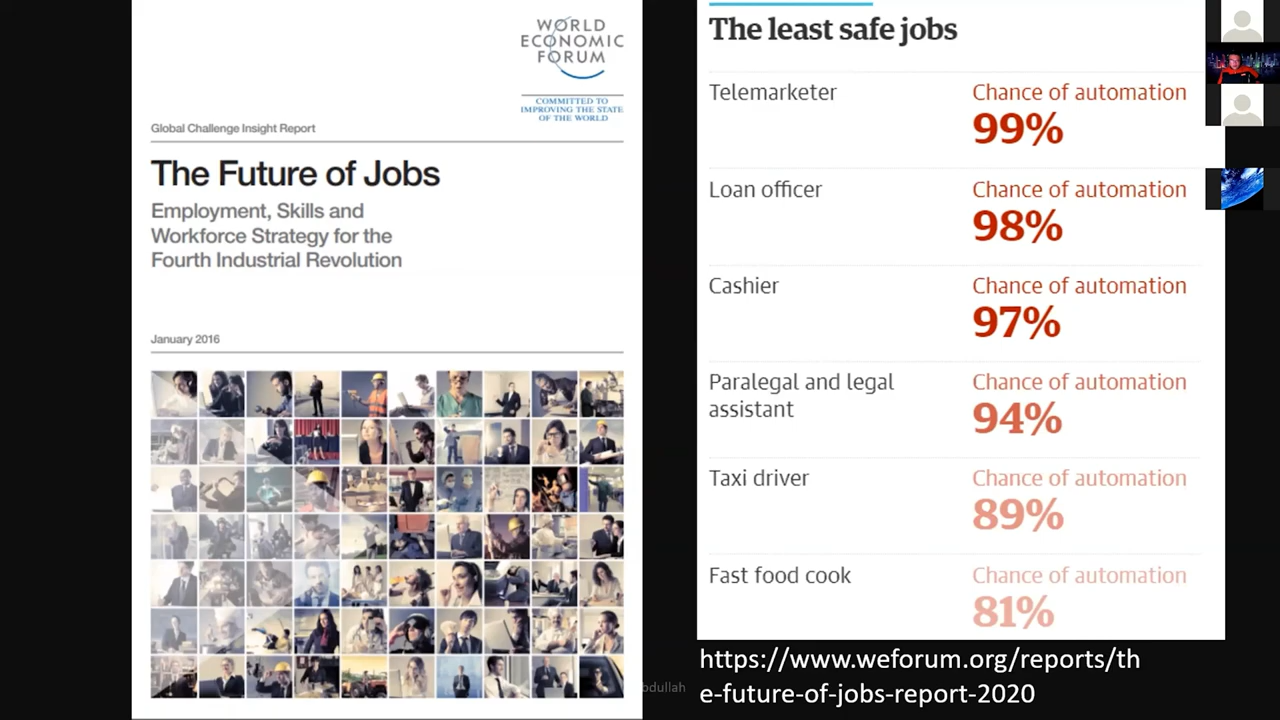 WORLD
ECONOMIC
FORUM
COMMITTED TO
IMPROVING THE STATE
OF THE WORLD
Global Challenge Insight Report
The Future of Jobs
Employment, Skills and
Workforce Strategy for the
Fourth Industrial Revolution
January 2016
The least safe jobs
Telemarketer
Chance of automation
99%
Loan officer
Chance of automation
98%
Cashier
Chance of automation
97%
Paralegal and legal
assistant
Chance of automation
94%
Taxi driver
Chance of automation
89%
Fast food cook
Chance of automation
81%
https://www.weforum.org/reports/th
e-future-of-jobs-report-2020
bdullah